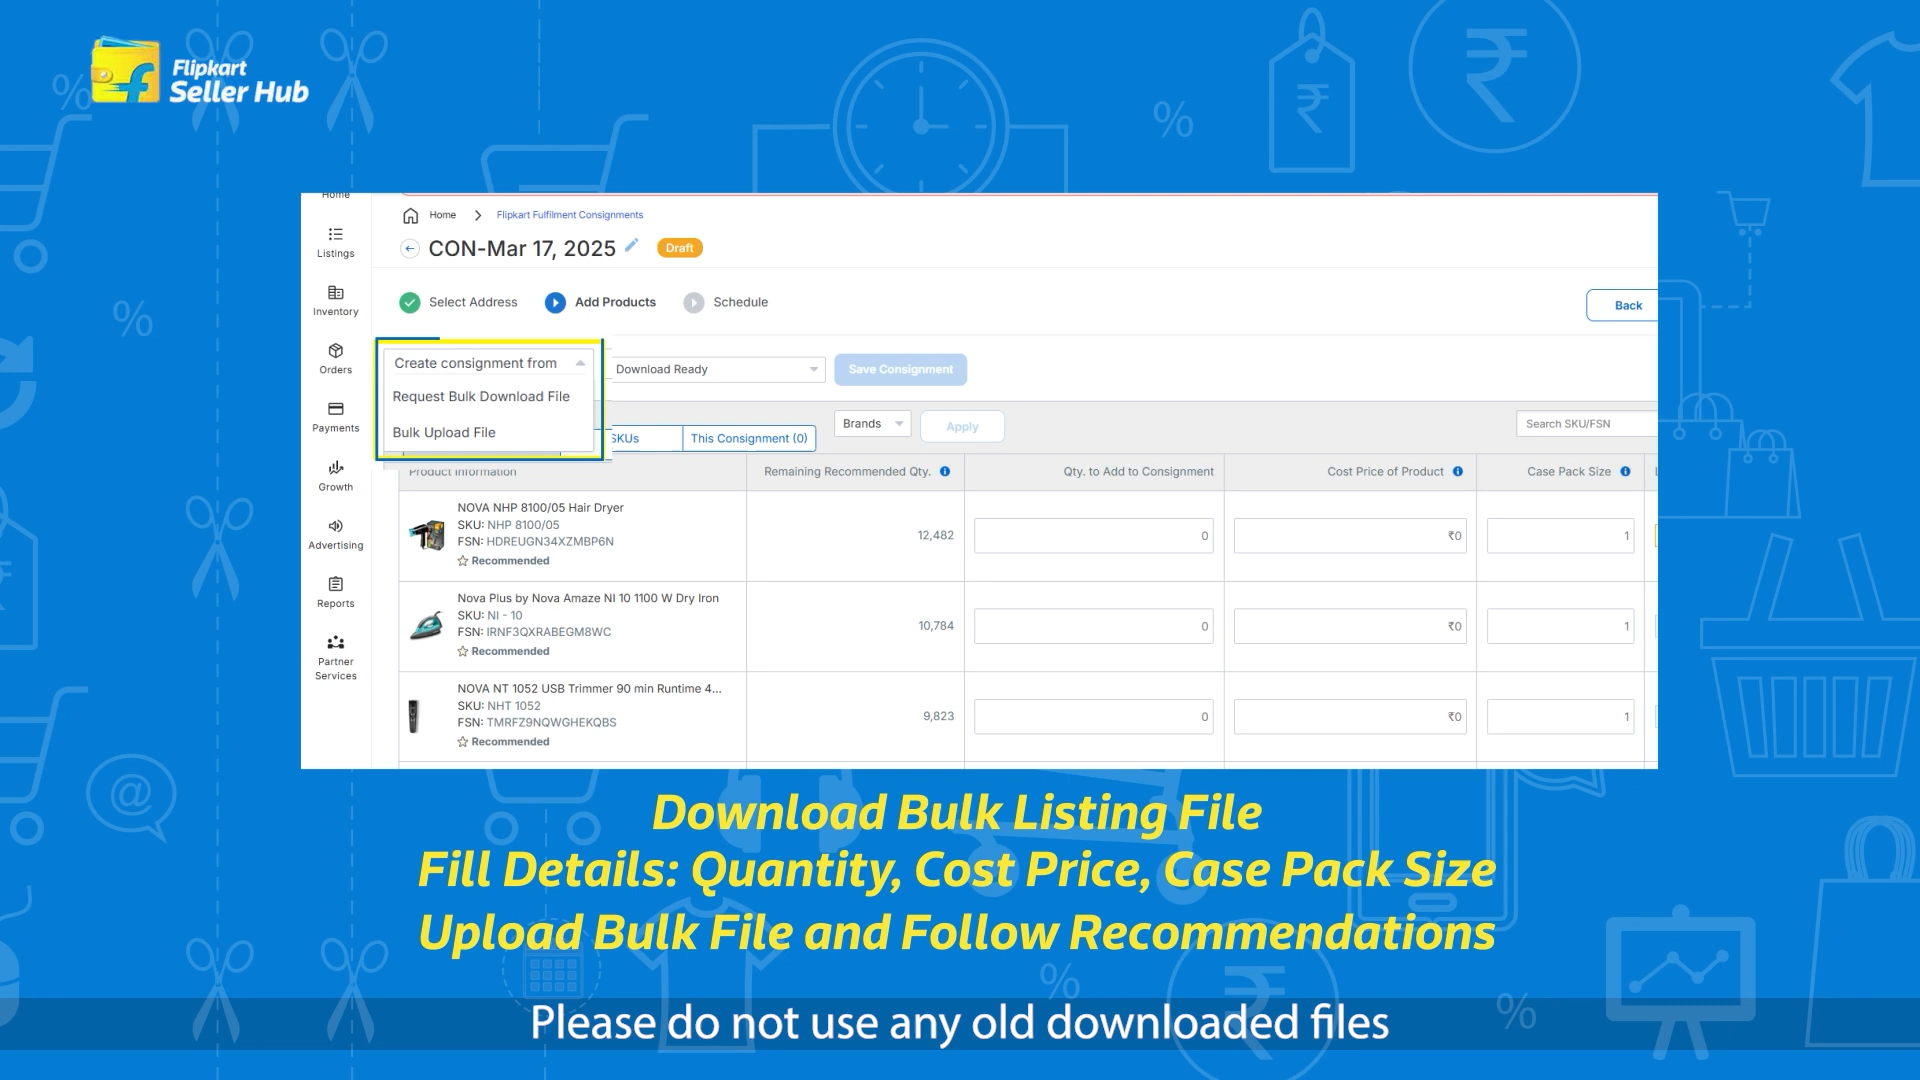 Flipkart
Seller Hub
Home
Listings
Inventory
Orders
Payments
Growth
Advertising
Reports
Partner
Services
Home
Flipkart Fulfilment Consignments
CON-Mar 17, 2025
Draft
Select Address
Add Products
Schedule
Back
Create consignment from
Request Bulk Download File
Bulk Upload File
Download Ready
Save Consignment
SKUs
This Consignment (0)
Brands
Apply
Search SKU/FSN
Product Information
Remaining Recommended Qty.
Qty. to Add to Consignment
Cost Price of Product
Case Pack Size
NOVA NHP 8100/05 Hair Dryer
SKU: NHP 8100/05
FSN: HDREUGN34XZMBP6N
Recommended
12,482
0
₹0
1
Nova Plus by Nova Amaze NI 10 1100 W Dry Iron
SKU: NI - 10
FSN: IRNF3QXRABEGM8WC
Recommended
10,784
0
₹0
1
NOVA NT 1052 USB Trimmer 90 min Runtime 4...
SKU: NHT 1052
FSN: TMRFZ9NQWGHEKQBS
Recommended
9,823
0
₹0
1
Download Bulk Listing File
Fill Details: Quantity, Cost Price, Case Pack Size
Upload Bulk File and Follow Recommendations
Please do not use any old downloaded files